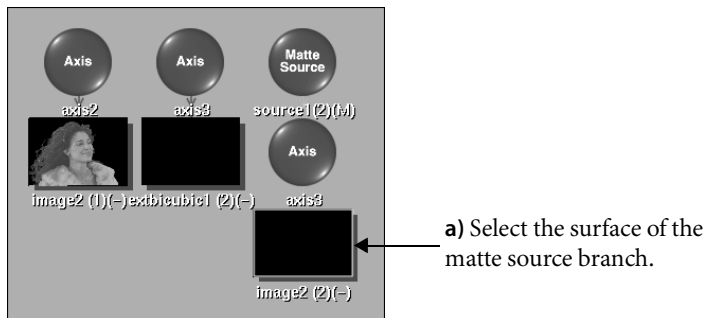 Axis
Axis
Matte
Source
axis2
axis3
source1(2)(M)
Axis
image2 (1)(-)
extbicubic1 (2)(-)
axis3
a) Select the surface of the
matte source branch.
image2 (2)(-)